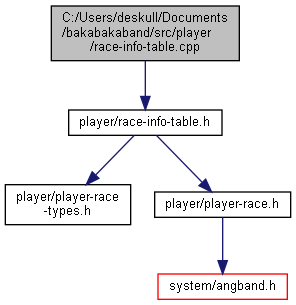 C:/Users/deskull/Documents
/bakabakaband/src/player
/race-info-table.cpp
player/race-info-table.h
player/player-race
-types.h
player/player-race.h
system/angband.h